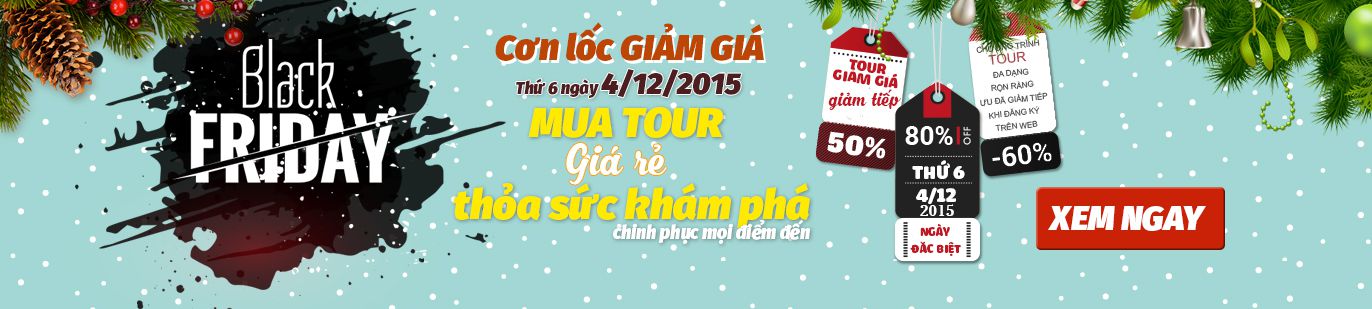 Black
FRIDAY
Cơn lốc GIẢM GIÁ
Thứ 6 ngày 4/12/2015
MUA TOUR
Giá rẻ
thỏa sức khám phá
chinh phục mọi điểm đến
TOUR
GIẢM GIÁ
giảm tiếp
50%
80% OFF
THỨ 6
4/12
2015
NGÀY
ĐẶC BIỆT
CHƯƠNG TRÌNH
TOUR
ĐA DẠNG
RỌN RÀNG
ƯU ĐÃ GIẢM TIẾP
KHI ĐĂNG KÝ
TRÊN WEB
-60%
XEM NGAY